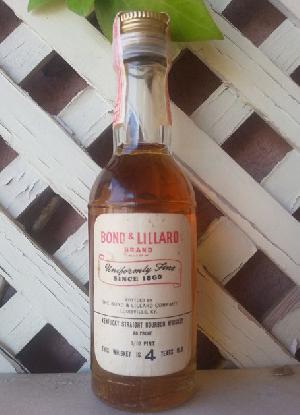 BOND & LILLARD
BRAND
Uniformly Fine
SINCE 1869
BOTTLED BY
THE BOND & LILLARD COMPANY
LOUISVILLE, KY.
KENTUCKY STRAIGHT BOURBON WHISKEY
86 PROOF
1/10 PINT
THIS WHISKEY IS 4 YEARS OLD